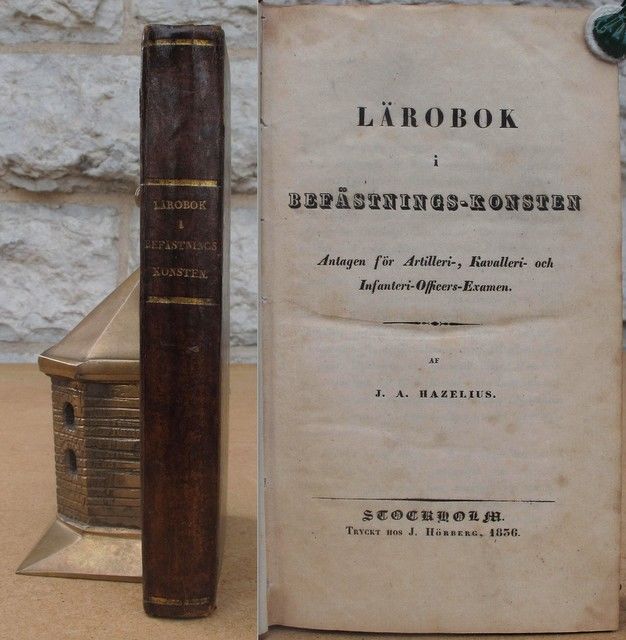 LÄROBOK
I
BEFÄSTNINGS
KONSTEN.
LÄROBOK
i
BEFÄSTNINGS-KONSTEN
Antagen för Artilleri-, Kavalleri- och
Infanteri-Officers-Examen.
AF
J. A. HAZELIUS.
STOCKHOLM.
TRYCKT HOS J. HÖRBERG, 1836.